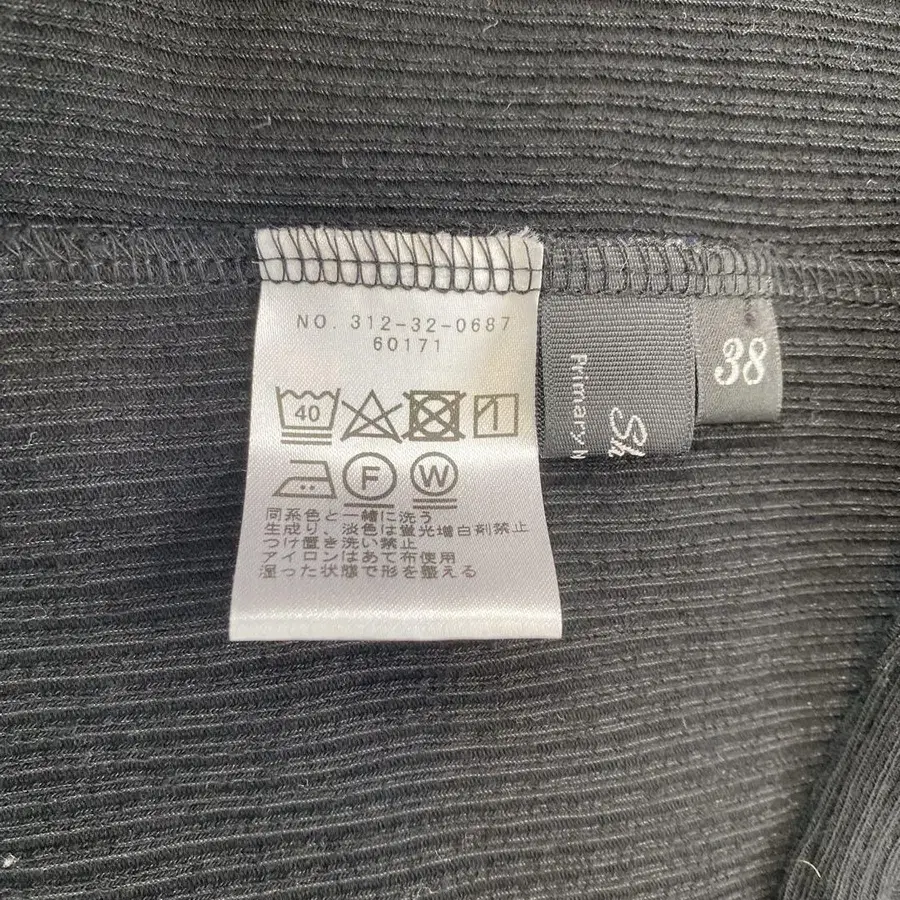 NO. 312-32-0687
60171
40
F
W
同系色と一緒に洗う
生成り、淡色は蛍光増白剤禁止
つけ置き洗い禁止
アイロンはあて布使用
湿った状態で形を整える
Primary N
Sh
38